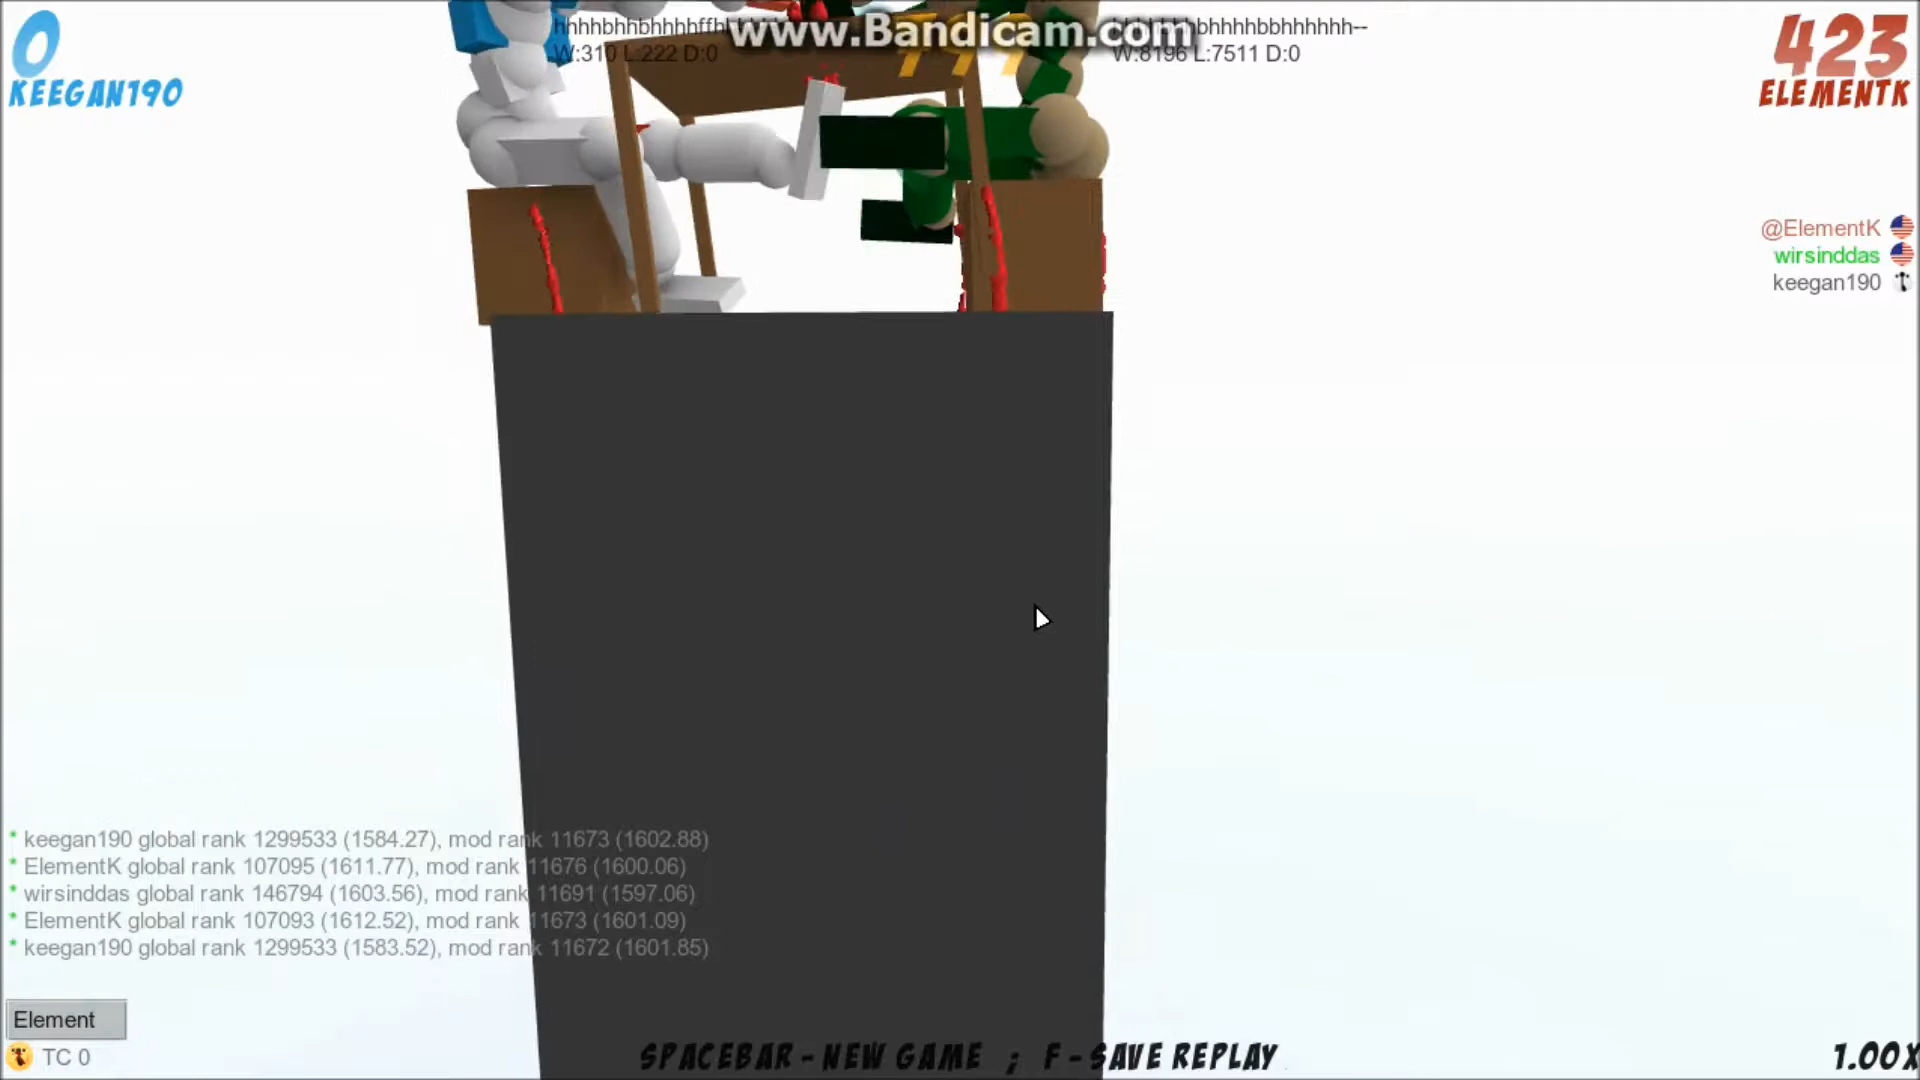 0
KEEGAN190
W:310 L:222 D:0
www.Bandicam.com
W:8196 L:7511 D:0
423
ELEMENTK
@ElementK
wirsinddas
keegan190
* keegan190 global rank 1299533 (1584.27), mod rank 11673 (1602.88)
* ElementK global rank 107095 (1611.77), mod rank 11676 (1600.06)
* wirsinddas global rank 146794 (1603.56), mod rank 11691 (1597.06)
* ElementK global rank 107093 (1612.52), mod rank 11673 (1601.09)
* keegan190 global rank 1299533 (1583.52), mod rank 11672 (1601.85)
Element
TC 0
SPACEBAR - NEW GAME ; F - SAVE REPLAY
1.00X